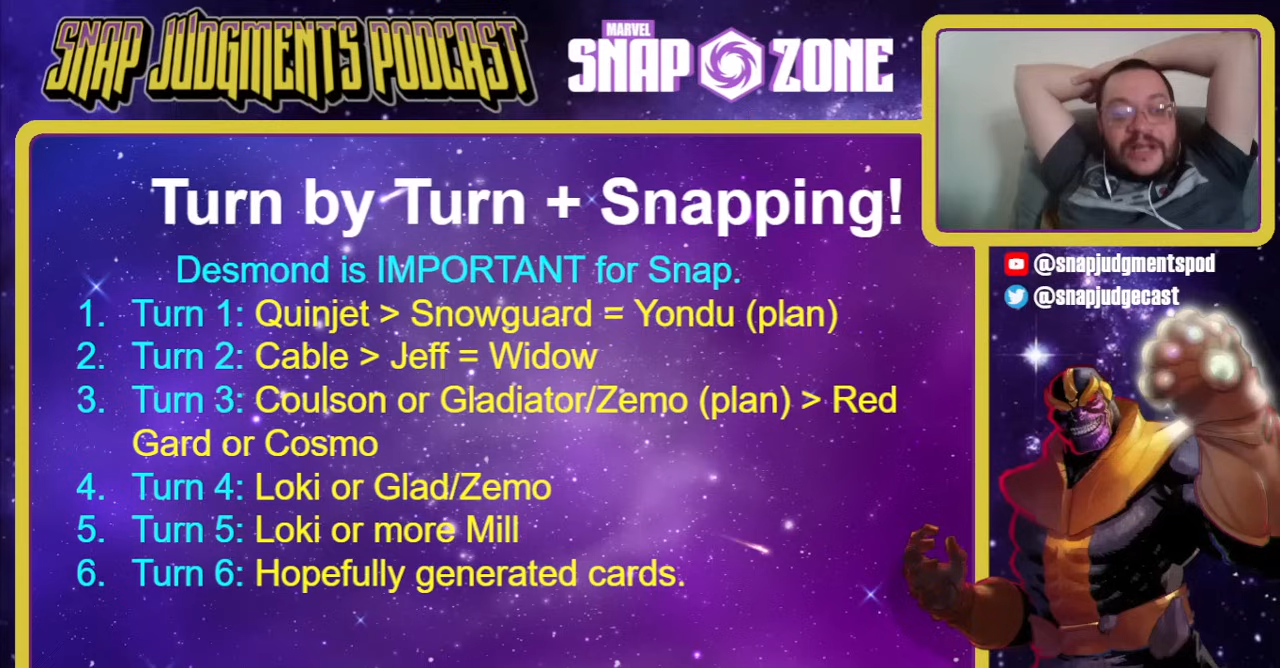 SNAP JUDGMENTS PODCAST
MARVEL
SNAP ZONE
Turn by Turn + Snapping!
Desmond is IMPORTANT for Snap.
1. Turn 1: Quinjet > Snowguard = Yondu (plan)
2. Turn 2: Cable > Jeff = Widow
3. Turn 3: Coulson or Gladiator/Zemo (plan) > Red
Gard or Cosmo
4. Turn 4: Loki or Glad/Zemo
5. Turn 5: Loki or more Mill
6. Turn 6: Hopefully generated cards.
@snapjudgmentspod
@snapjudgecast